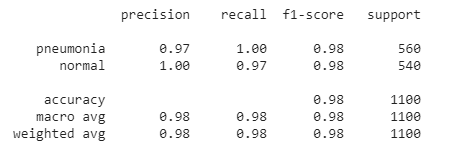 precision recall f1-score support
pneumonia 0.97 1.00 0.98 560
normal 1.00 0.97 0.98 540
accuracy 0.98 1100
macro avg 0.98 0.98 0.98 1100
weighted avg 0.98 0.98 0.98 1100